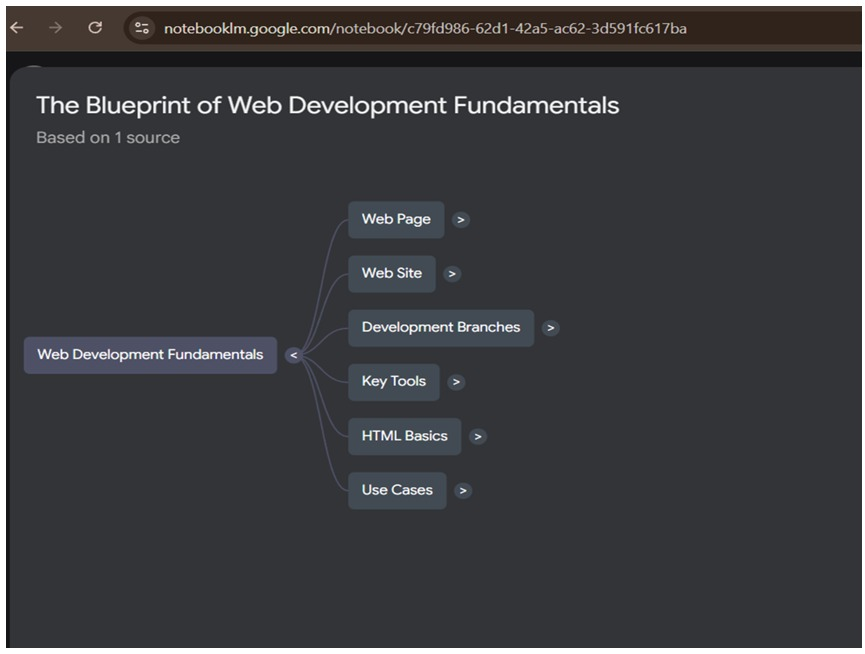 notebooklm.google.com/notebook/c79fd986-62d1-42a5-ac62-3d591fc617ba
The Blueprint of Web Development Fundamentals
Based on 1 source
Web Development Fundamentals <
Web Page >
Web Site >
Development Branches >
Key Tools >
HTML Basics >
Use Cases >